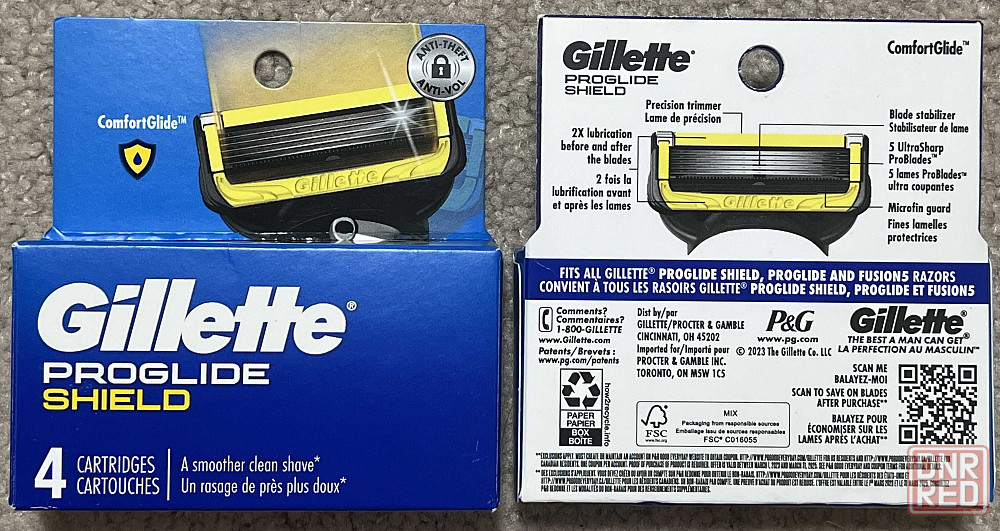 ANTI-THEFT
ANTI-VOL
ComfortGlide™
Gillette
Gillette®
PROGLIDE
SHIELD
4 CARTRIDGES
CARTOUCHES
A smoother clean shave*
Un rasage de près plus doux*
Gillette®
PROGLIDE
SHIELD
ComfortGlide™
Precision trimmer
Lame de précision
2X lubrication
before and after
the blades
2 fois la
lubrification avant
et après les lames
Blade stabilizer
Stabilisateur de lame
5 UltraSharp
ProBlades™
5 lames ProBlades™
ultra coupantes
Microfin guard
Fines lamelles
protectrices
Gillette
FITS ALL GILLETTE® PROGLIDE SHIELD, PROGLIDE AND FUSION5 RAZORS
CONVIENT À TOUS LES RASOIRS GILLETTE® PROGLIDE SHIELD, PROGLIDE ET FUSION5
Comments?
Commentaires?
1-800-GILLETTE
www.Gillette.com
Patents/Brevets :
www.pg.com/patents
Dist by/par
GILLETTE/PROCTER & GAMBLE
CINCINNATI, OH 45202
Imported for/Importé pour
PROCTER & GAMBLE INC.
TORONTO, ON M5W 1C5
P&G
www.pg.com
© 2023 The Gillette Co. LLC
Gillette®
THE BEST A MAN CAN GET®
LA PERFECTION AU MASCULIN™
SCAN ME
BALAYEZ-MOI
SCAN TO SAVE ON BLADES
AFTER PURCHASE**
BALAYEZ POUR
ÉCONOMISER SUR LES
LAMES APRÈS L'ACHAT**
PAPER
PAPIER
BOX
BOÎTE
how2recycle.info
FSC
www.fsc.org
MIX
Packaging from responsible sources
Emballage issu de sources responsables
FSC® C016055
UNR
RED